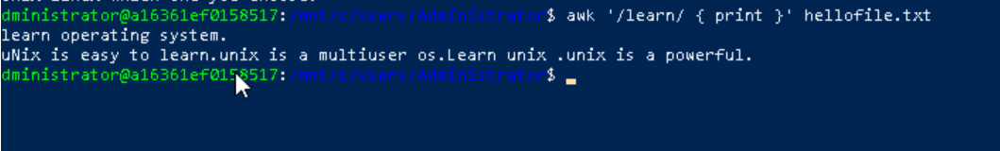 dministrator@a16361ef0158517:/mnt/c/Users/Administrator$ awk '/learn/ { print }' hellofile.txt
learn operating system.
uNix is easy to learn.unix is a multiuser os.Learn unix .unix is a powerful.
dministrator@a16361ef0158517:/mnt/c/Users/Administrator$